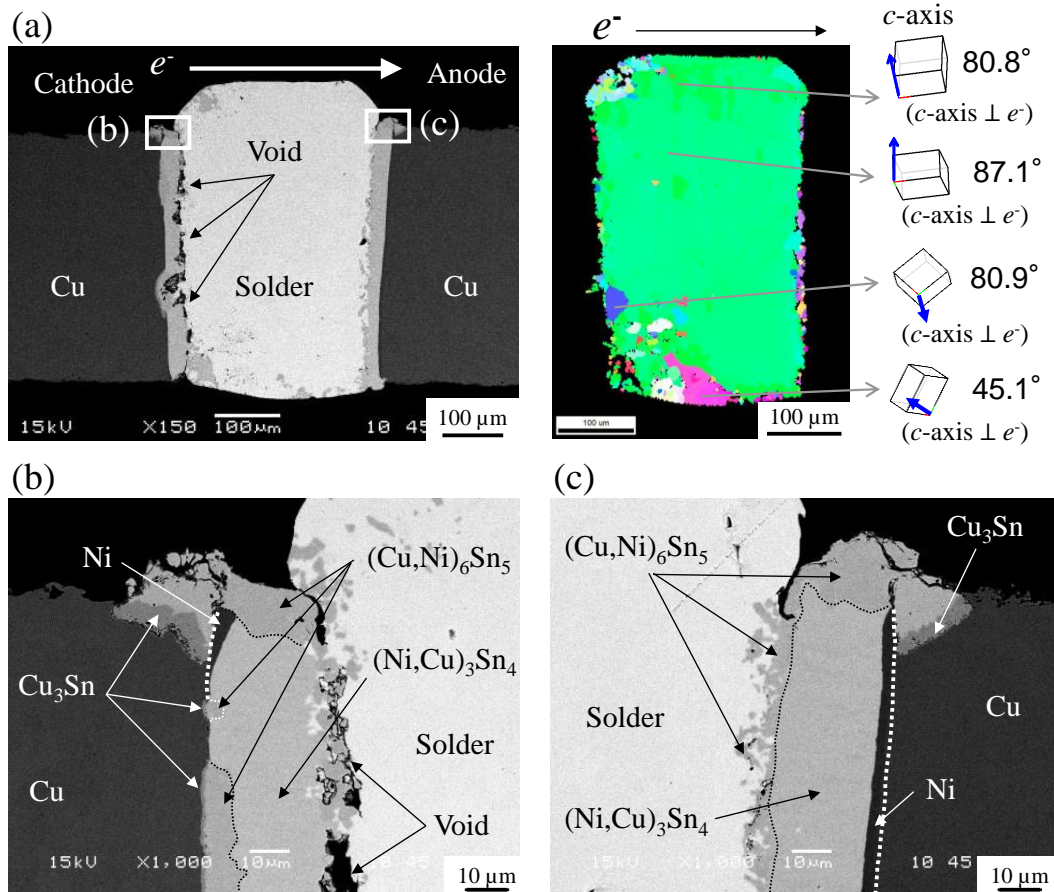 (a)
e⁻
c-axis
Cathode
e⁻
Anode
80.8°
(b)
(c)
(c-axis ⊥ e⁻)
Void
87.1°
(c-axis ⊥ e⁻)
Cu
Solder
Cu
80.9°
(c-axis ⊥ e⁻)
45.1°
15kV X150 100µm 10 45
100 µm
100 um
100 µm
(c-axis ⊥ e⁻)
(b)
(c)
Ni
(Cu,Ni)₆Sn₅
(Ni,Cu)₃Sn₄
Cu₃Sn
Solder
Cu
Void
15kV X1,000 10µm 10 45
10 µm
(Cu,Ni)₆Sn₅
Cu₃Sn
Solder
Cu
(Ni,Cu)₃Sn₄
Ni
15kV X1,000 10µm 10 45
10 µm